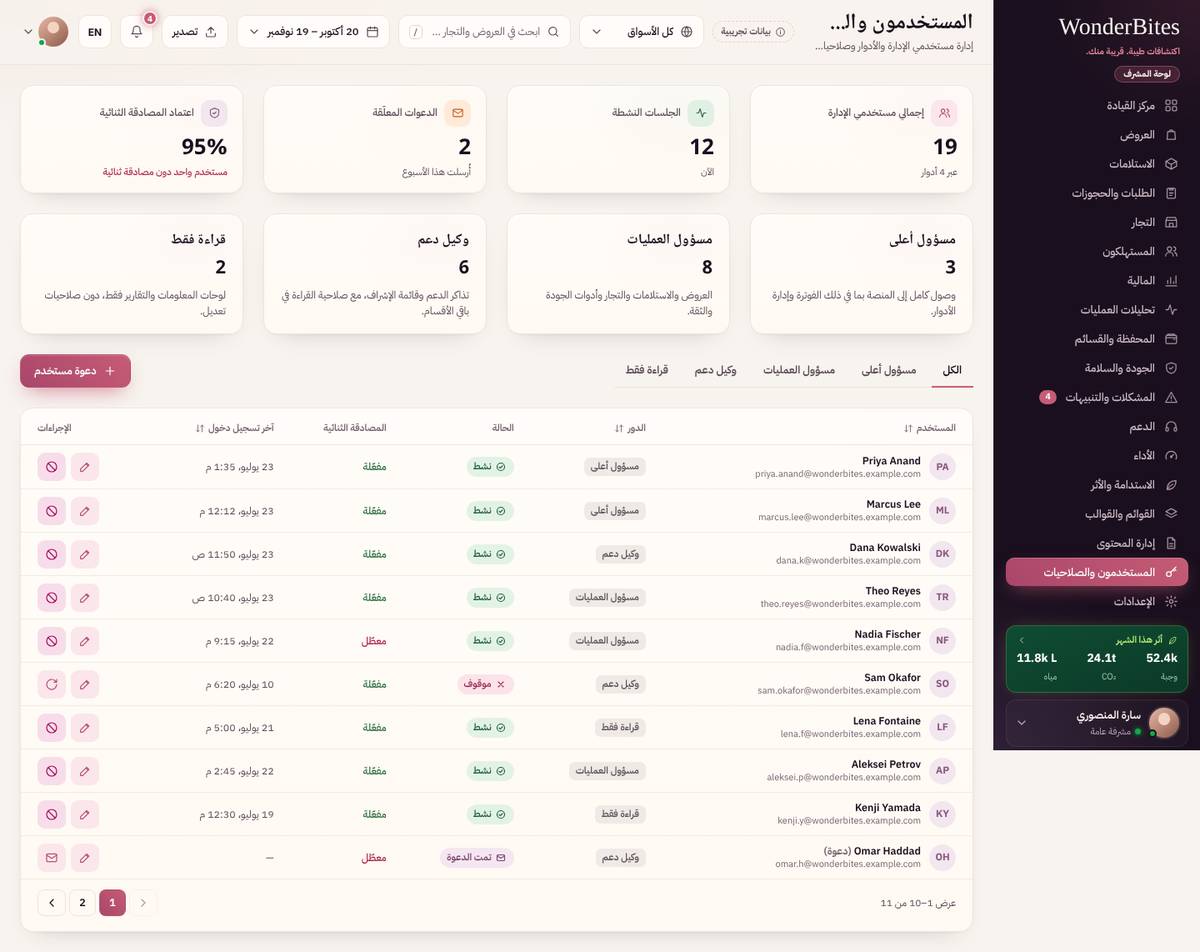 WonderBites
اكتشافات طيبة. قريبة منك.
لوحة المشرف
مركز القيادة
العروض
الاستلامات
الطلبات والحجوزات
التجار
المستهلكون
المالية
تحليلات العمليات
المحفظة والقسائم
الجودة والسلامة
المشكلات والتنبيهات 4
الدعم
الأداء
الاستدامة والأثر
القوائم والقوالب
إدارة المحتوى
المستخدمون والصلاحيات
الإعدادات
أثر هذا الشهر
52.4k 24.1t 11.8k L
وجبة CO₂ مياه
سارة المنصوري
مشرفة عامة
المستخدمون وال...
إدارة مستخدمي الإدارة والأدوار وصلاحيا...
بيانات تجريبية
كل الأسواق
ابحث في العروض والتجار ... /
20 أكتوبر – 19 نوفمبر
تصدير
4
EN
إجمالي مستخدمي الإدارة
19
عبر 4 أدوار
الجلسات النشطة
12
الآن
الدعوات المعلّقة
2
أُرسلت هذا الأسبوع
اعتماد المصادقة الثنائية
95%
مستخدم واحد دون مصادقة ثنائية
مسؤول أعلى
3
وصول كامل إلى المنصة بما في ذلك الفوترة وإدارة
الأدوار.
مسؤول العمليات
8
العروض والاستلامات والتجار وأدوات الجودة
والثقة.
وكيل دعم
6
تذاكر الدعم وقائمة الإشراف، مع صلاحية القراءة في
باقي الأقسام.
قراءة فقط
2
لوحات المعلومات والتقارير فقط، دون صلاحيات
تعديل.
الكل مسؤول أعلى مسؤول العمليات وكيل دعم قراءة فقط
دعوة مستخدم
المستخدم الدور الحالة المصادقة الثنائية آخر تسجيل دخول الإجراءات
PA Priya Anand مسؤول أعلى نشط مفعّلة 23 يوليو، 1:35 م
priya.anand@wonderbites.example.com
ML Marcus Lee مسؤول أعلى نشط مفعّلة 23 يوليو، 12:12 م
marcus.lee@wonderbites.example.com
DK Dana Kowalski وكيل دعم نشط مفعّلة 23 يوليو، 11:50 ص
dana.k@wonderbites.example.com
TR Theo Reyes مسؤول العمليات نشط مفعّلة 23 يوليو، 10:40 ص
theo.reyes@wonderbites.example.com
NF Nadia Fischer مسؤول العمليات نشط معطّل 22 يوليو، 9:15 م
nadia.f@wonderbites.example.com
SO Sam Okafor وكيل دعم موقوف مفعّلة 10 يوليو، 6:20 م
sam.okafor@wonderbites.example.com
LF Lena Fontaine قراءة فقط نشط مفعّلة 21 يوليو، 5:00 م
lena.f@wonderbites.example.com
AP Aleksei Petrov مسؤول العمليات نشط مفعّلة 22 يوليو، 2:45 م
aleksei.p@wonderbites.example.com
KY Kenji Yamada قراءة فقط نشط مفعّلة 19 يوليو، 12:30 م
kenji.y@wonderbites.example.com
OH Omar Haddad (دعوة) وكيل دعم تمت الدعوة معطّل —
omar.h@wonderbites.example.com
عرض 1–10 من 11
1 2